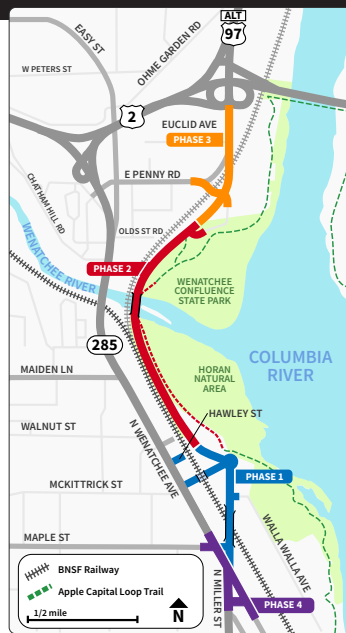 ALT
97
EASY ST
OHME GARDEN RD
W PETERS ST
2
EUCLID AVE
PHASE 3
E PENNY RD
CHATHAM HILL RD
OLDS ST RD
WENATCHEE RIVER
PHASE 2
WENATCHEE
CONFLUENCE
STATE PARK
285
COLUMBIA
RIVER
MAIDEN LN
HORAN
NATURAL
AREA
HAWLEY ST
WALNUT ST
N WENATCHEE AVE
MCKITTRICK ST
PHASE 1
WALLA WALLA AVE
MAPLE ST
BNSF Railway
Apple Capital Loop Trail
1/2 mile
N
N MILLER ST
PHASE 4